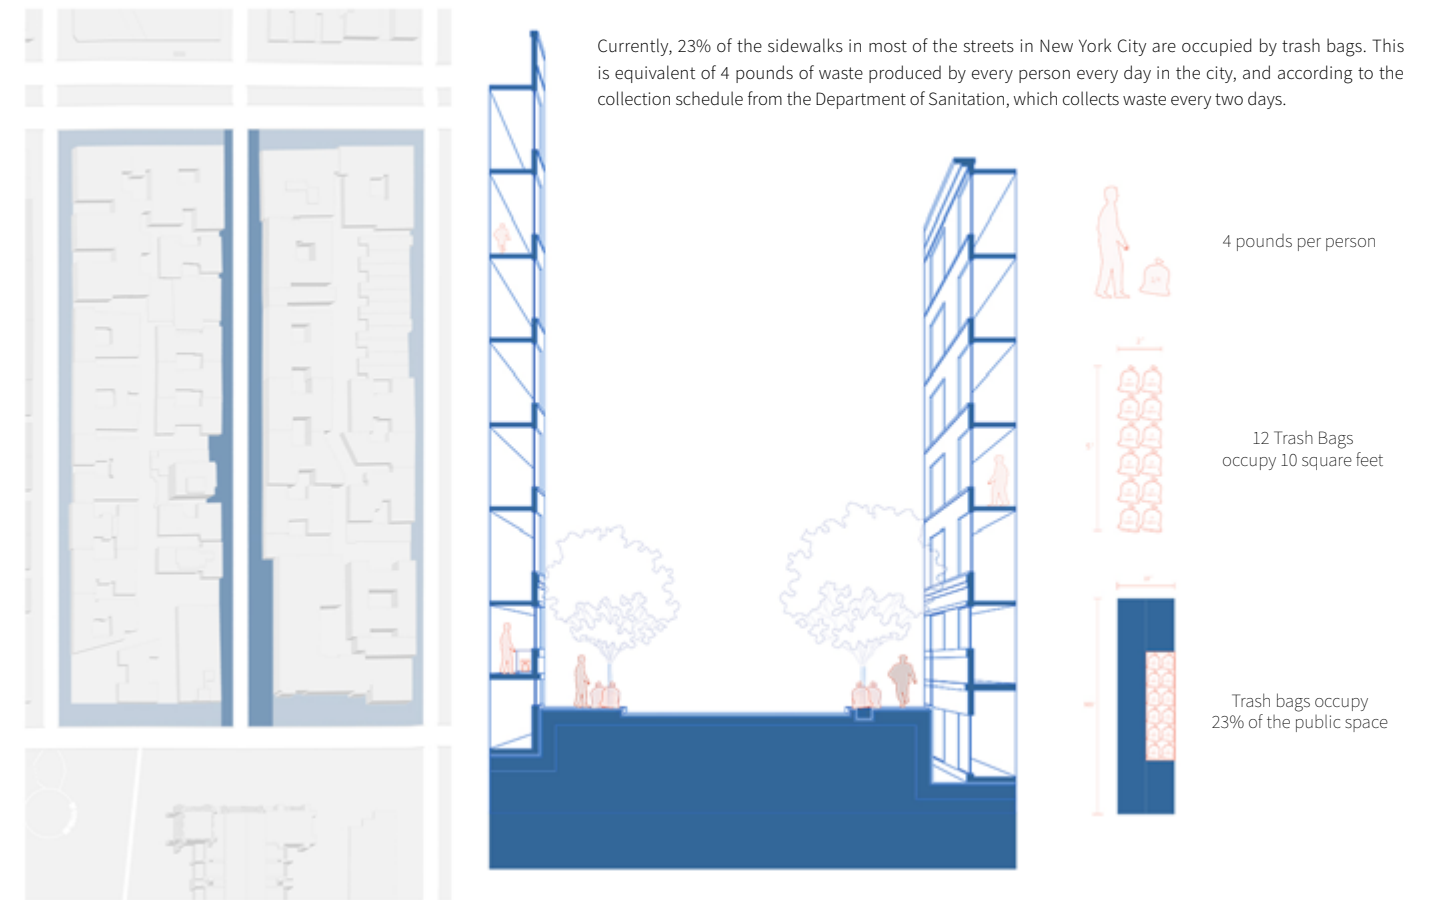 Currently, 23% of the sidewalks in most of the streets in New York City are occupied by trash bags. This
is equivalent of 4 pounds of waste produced by every person every day in the city, and according to the
collection schedule from the Department of Sanitation, which collects waste every two days.
4 pounds per person
12 Trash Bags
occupy 10 square feet
Trash bags occupy
23% of the public space